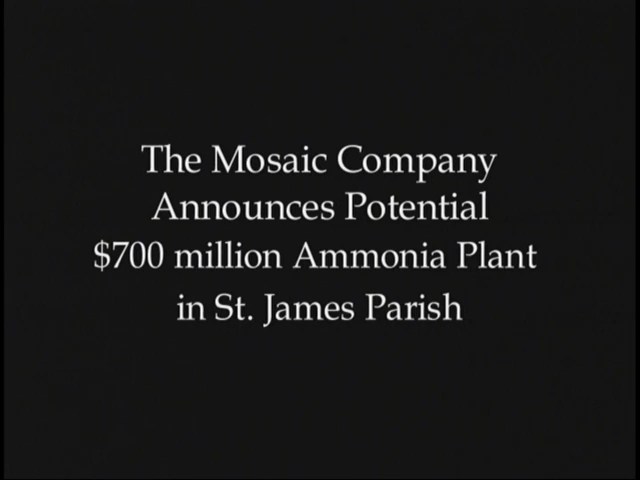 The Mosaic Company
Announces Potential
$700 million Ammonia Plant
in St. James Parish